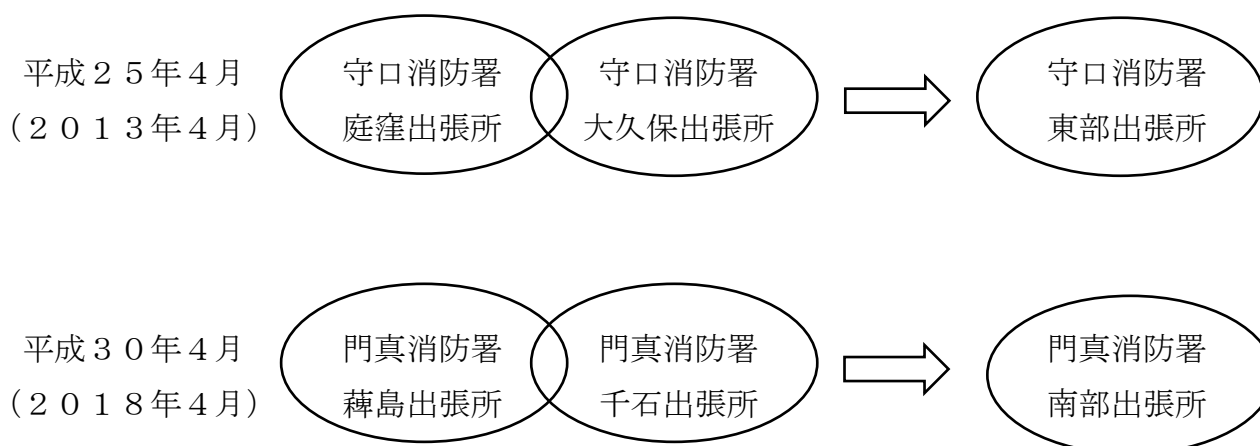 平成２５年４月
（２０１３年４月）
守口消防署
庭窪出張所
守口消防署
大久保出張所
守口消防署
東部出張所
平成３０年４月
（２０１８年４月）
門真消防署
薭島出張所
門真消防署
千石出張所
門真消防署
南部出張所